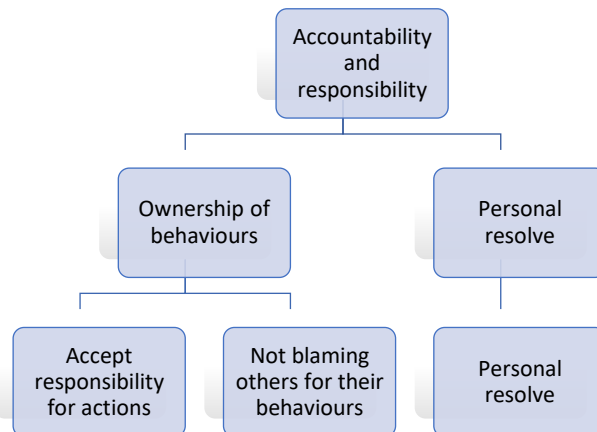 Accountability
and
responsibility
Ownership of
behaviours
Personal
resolve
Accept
responsibility
for actions
Not blaming
others for their
behaviours
Personal
resolve